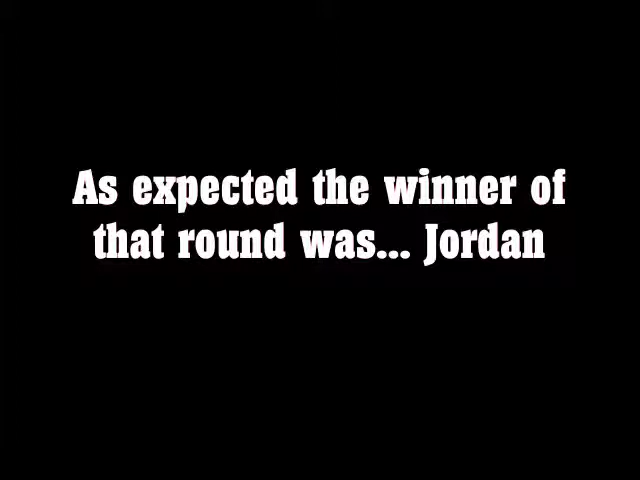 As expected the winner of
that round was... Jordan